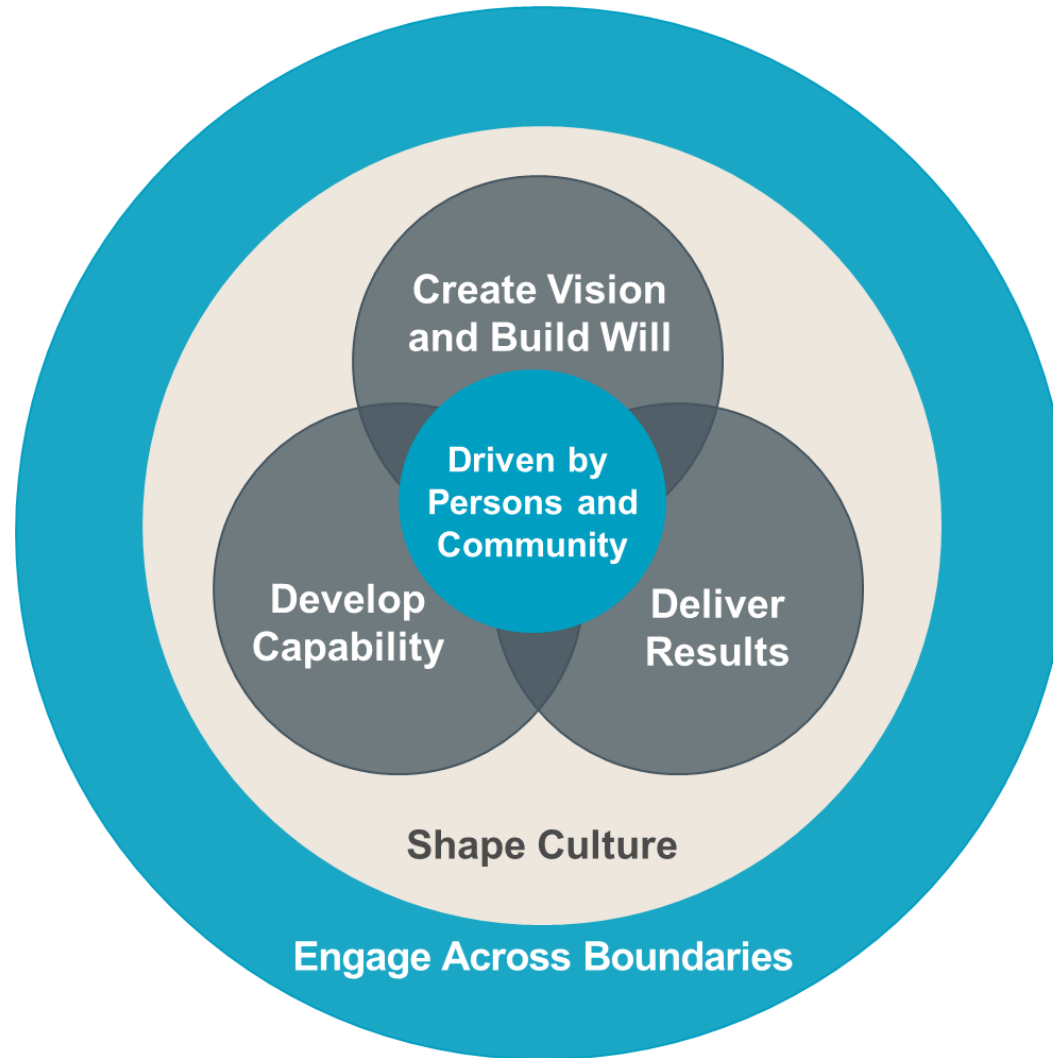 Create Vision
and Build Will
Driven by
Persons and
Community
Develop
Capability
Deliver
Results
Shape Culture
Engage Across Boundaries